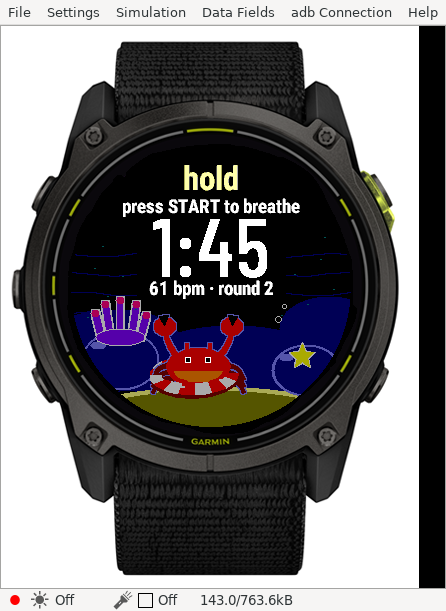 File Settings Simulation Data Fields adb Connection Help
hold
press START to breathe
1:45
61 bpm · round 2
GARMIN
Off Off 143.0/763.6kB